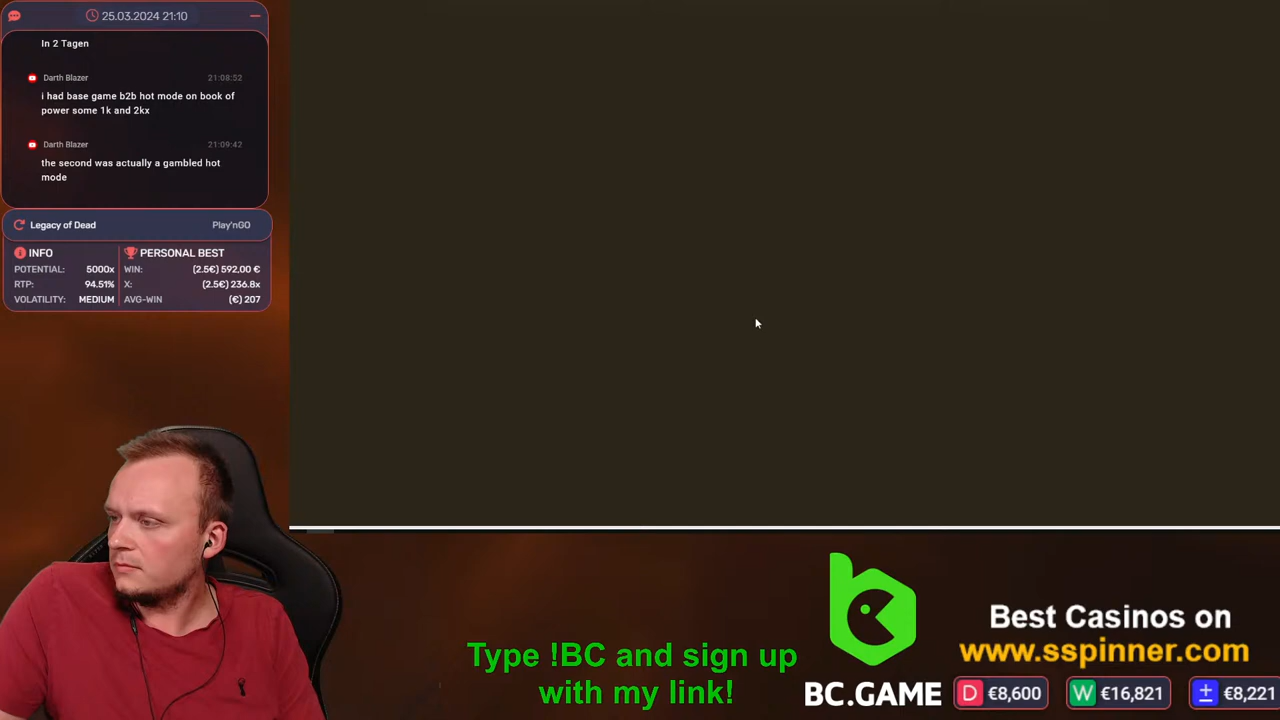 25.03.2024 21:10
In 2 Tagen
Darth Blazer 21:08:52
i had base game b2b hot mode on book of
power some 1k and 2kx
Darth Blazer 21:09:42
the second was actually a gambled hot
mode
Legacy of Dead Play'nGO
INFO
POTENTIAL: 5000x
RTP: 94.51%
VOLATILITY: MEDIUM
PERSONAL BEST
WIN: (2.5€) 592,00 €
X: (2.5€) 236.8x
AVG-WIN (€) 207
Type !BC and sign up
with my link!
BC.GAME
Best Casinos on
www.sspinner.com
D €8,600 W €16,821 ± €8,221